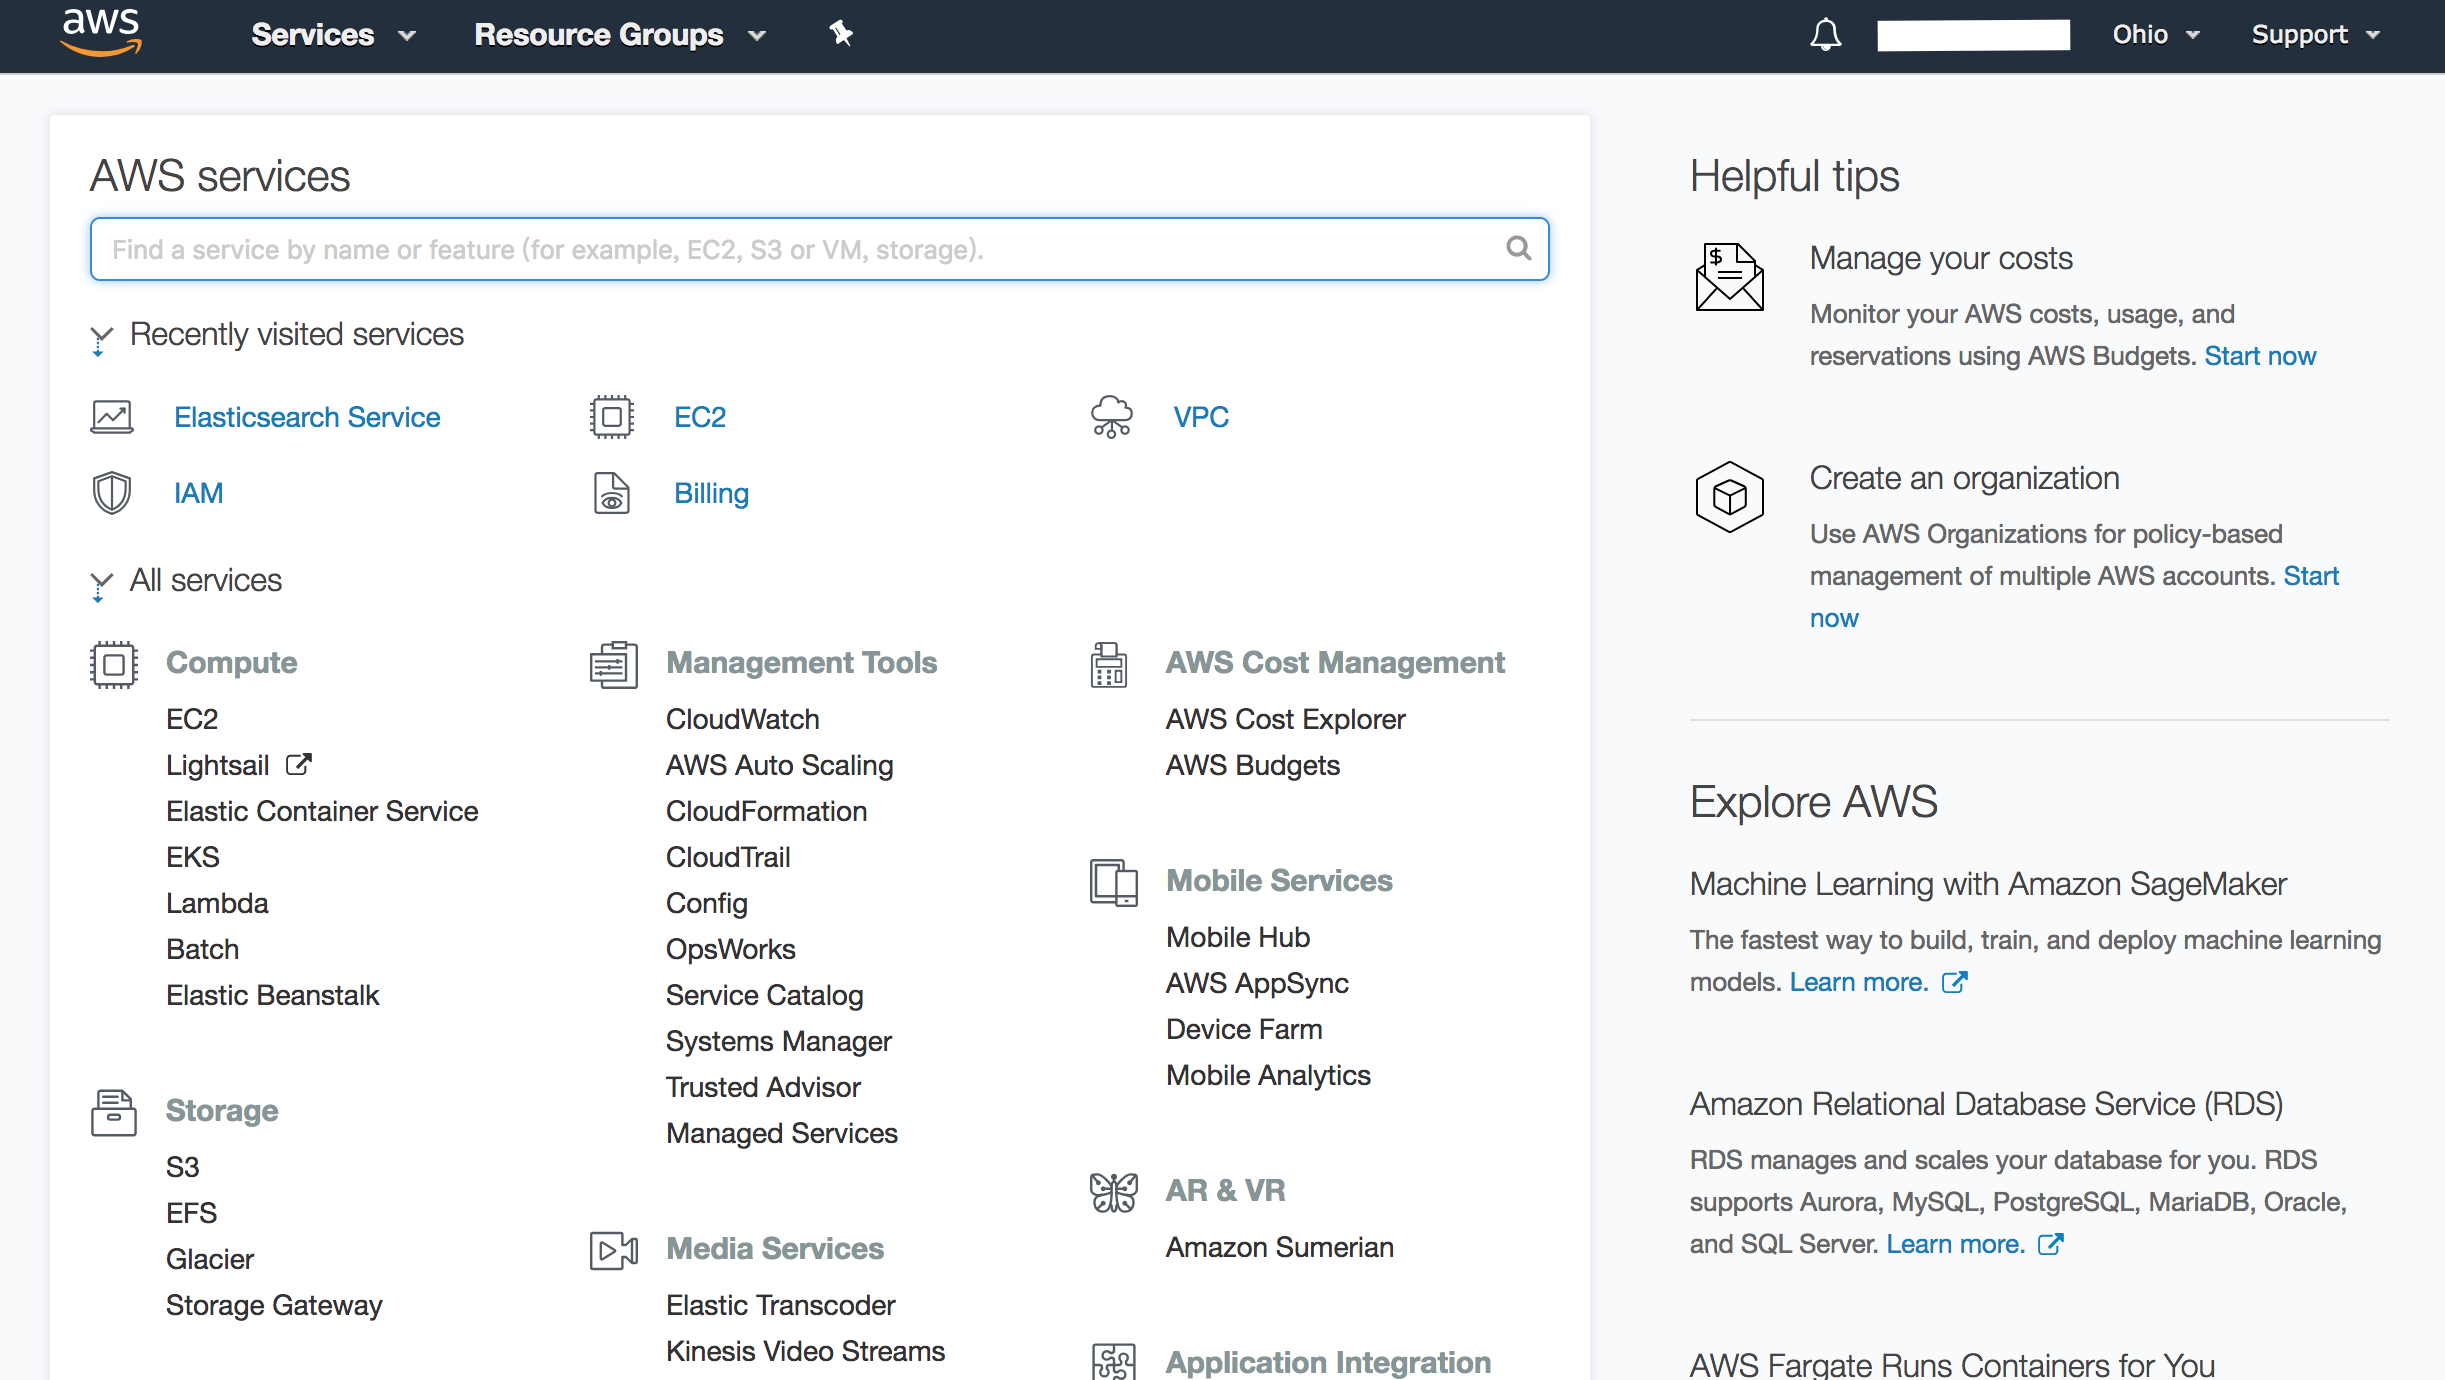 aws
Services
Resource Groups
Ohio
Support
AWS services
Find a service by name or feature (for example, EC2, S3 or VM, storage).
Recently visited services
Elasticsearch Service
EC2
VPC
IAM
Billing
All services
Compute
EC2
Lightsail
Elastic Container Service
EKS
Lambda
Batch
Elastic Beanstalk
Storage
S3
EFS
Glacier
Storage Gateway
Management Tools
CloudWatch
AWS Auto Scaling
CloudFormation
CloudTrail
Config
OpsWorks
Service Catalog
Systems Manager
Trusted Advisor
Managed Services
Media Services
Elastic Transcoder
Kinesis Video Streams
AWS Cost Management
AWS Cost Explorer
AWS Budgets
Mobile Services
Mobile Hub
AWS AppSync
Device Farm
Mobile Analytics
AR & VR
Amazon Sumerian
Application Integration
Helpful tips
$
Manage your costs
Monitor your AWS costs, usage, and
reservations using AWS Budgets. Start now
Create an organization
Use AWS Organizations for policy-based
management of multiple AWS accounts. Start
now
Explore AWS
Machine Learning with Amazon SageMaker
The fastest way to build, train, and deploy machine learning
models. Learn more.
Amazon Relational Database Service (RDS)
RDS manages and scales your database for you. RDS
supports Aurora, MySQL, PostgreSQL, MariaDB, Oracle,
and SQL Server. Learn more.
AWS Fargate Runs Containers for You